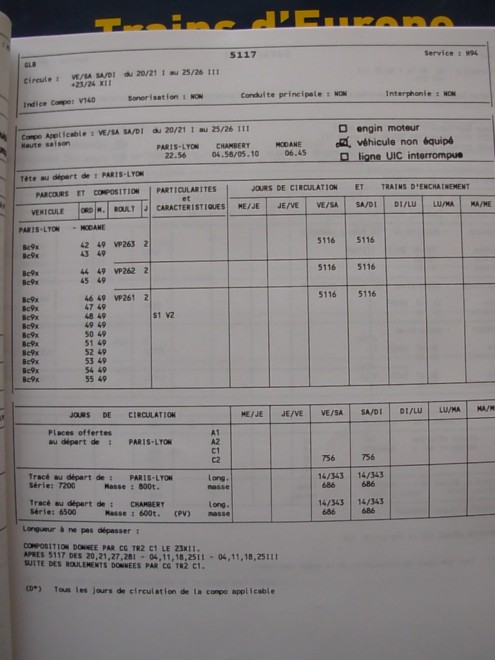 Trains d'Europe
5117
Service : H94
GLB
Circule : VE/SA SA/DI du 20/21 I au 25/26 III
+23/24 XII
Indice Compo: V140 Sonorisation : NON Conduite principale : NON Interphonie : NON
Compo Applicable : VE/SA SA/DI du 20/21 I au 25/26 III
Haute saison
PARIS-LYON CHAMBERY MODANE
22.56 04.58/05.10 06.45
engin moteur
véhicule non équipé
ligne UIC interrompue
Tête au départ de : PARIS-LYON
PARCOURS ET COMPOSITION PARTICULARITES et CARACTERISTIQUES JOURS DE CIRCULATION ET TRAINS D'ENCHAINEMENT
VEHICULE ORD M. ROULT J ME/JE JE/VE VE/SA SA/DI DI/LU LU/MA MA/ME
PARIS-LYON - MODANE
Bc9x 42 49 VP263 2 5116 5116
Bc9x 43 49
Bc9x 44 49 VP262 2 5116 5116
Bc9x 45 49
Bc9x 46 49 VP261 2 5116 5116
Bc9x 47 49
Bc9x 48 49 S1 V2
Bc9x 49 49
Bc9x 50 49
Bc9x 51 49
Bc9x 52 49
Bc9x 53 49
Bc9x 54 49
Bc9x 55 49
JOURS DE CIRCULATION ME/JE JE/VE VE/SA SA/DI DI/LU LU/MA MA/M
Places offertes A1
au départ de : PARIS-LYON A2
C1
C2 756 756
Tracé au départ de : PARIS-LYON long. 14/343 14/343
Série: 7200 Masse : 800t. masse 686 686
Tracé au départ de : CHAMBERY long. 14/343 14/343
Série: 6500 Masse : 600t. (PV) masse 686 686
Longueur à ne pas dépasser :
COMPOSITION DONNEE PAR CG TR2 C1 LE 23XII.
APRES 5117 DES 20,21,27,28I - 04,11,18,25II - 04,11,18,25III
SUITE DES ROULEMENTS DONNEES PAR CG TR2 C1.
(D*) Tous les jours de circulation de la compo applicable